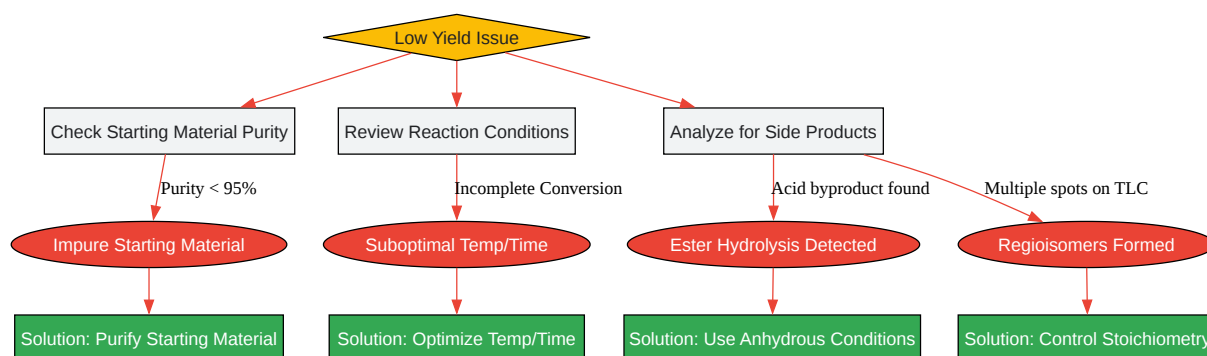 Low Yield Issue
Check Starting Material Purity
Review Reaction Conditions
Analyze for Side Products
Purity < 95%
Incomplete Conversion
Acid byproduct found
Multiple spots on TLC
Impure Starting Material
Suboptimal Temp/Time
Ester Hydrolysis Detected
Regioisomers Formed
Solution: Purify Starting Material
Solution: Optimize Temp/Time
Solution: Use Anhydrous Conditions
Solution: Control Stoichiometry